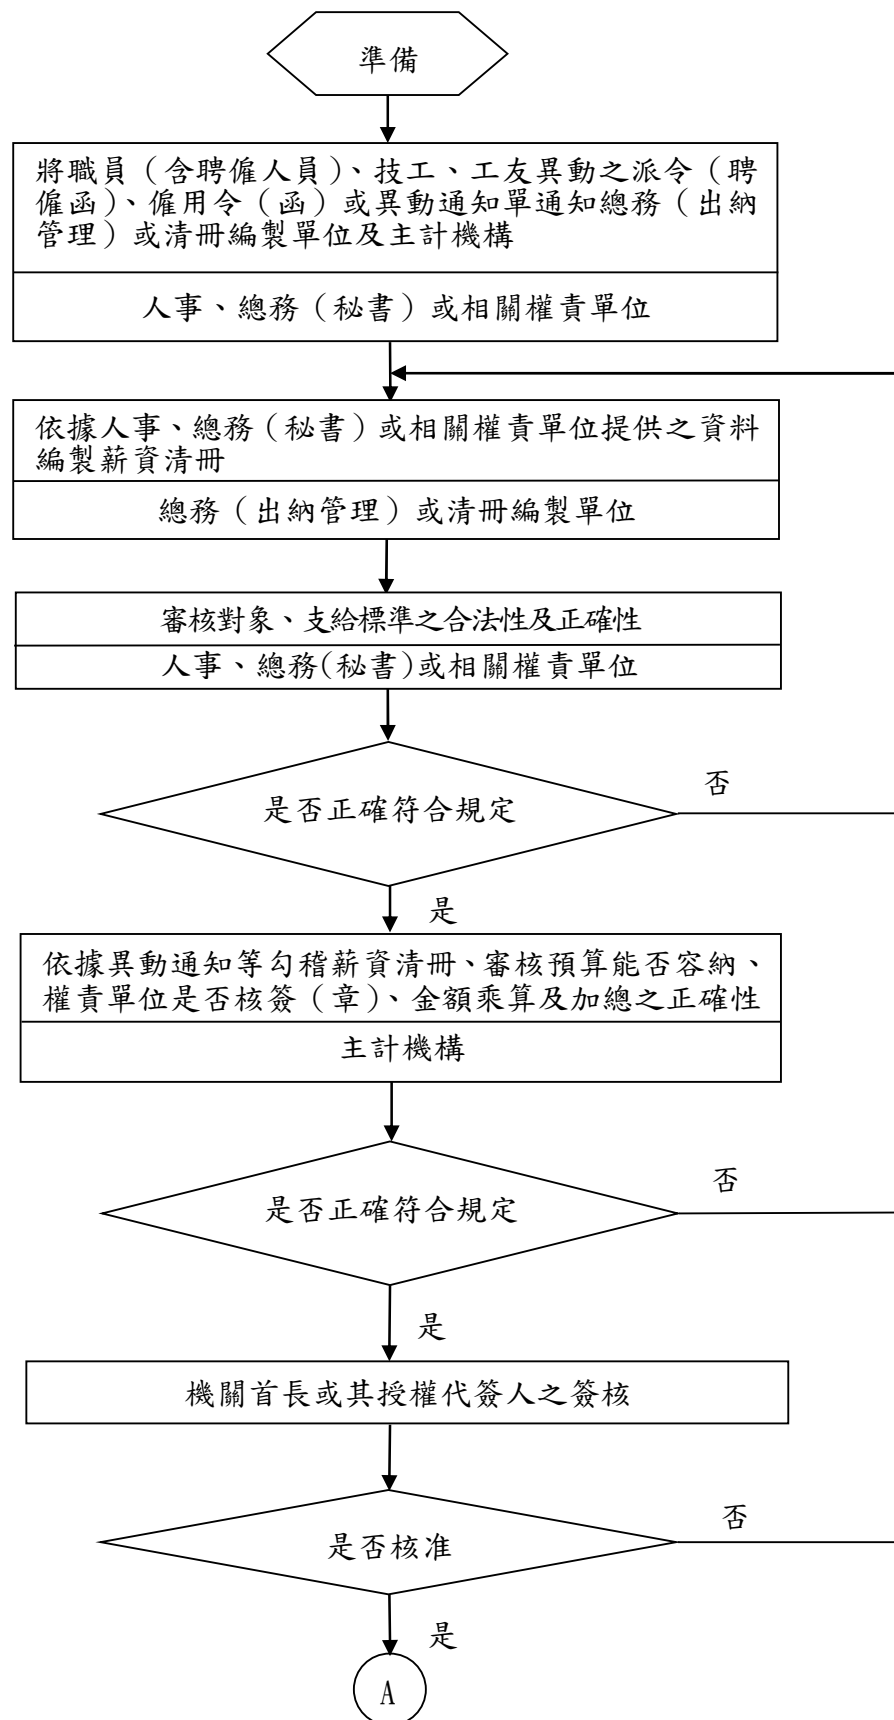 準備
將職員（含聘僱人員）、技工、工友異動之派令（聘
僱函）、僱用令（函）或異動通知單通知總務（出納
管理）或清冊編製單位及主計機構
人事、總務（秘書）或相關權責單位
依據人事、總務（秘書）或相關權責單位提供之資料
編製薪資清冊
總務（出納管理）或清冊編製單位
審核對象、支給標準之合法性及正確性
人事、總務(秘書)或相關權責單位
否
是否正確符合規定
是
依據異動通知等勾稽薪資清冊、審核預算能否容納、
權責單位是否核簽（章）、金額乘算及加總之正確性
主計機構
否
是否正確符合規定
是
機關首長或其授權代簽人之簽核
否
是否核准
是
A